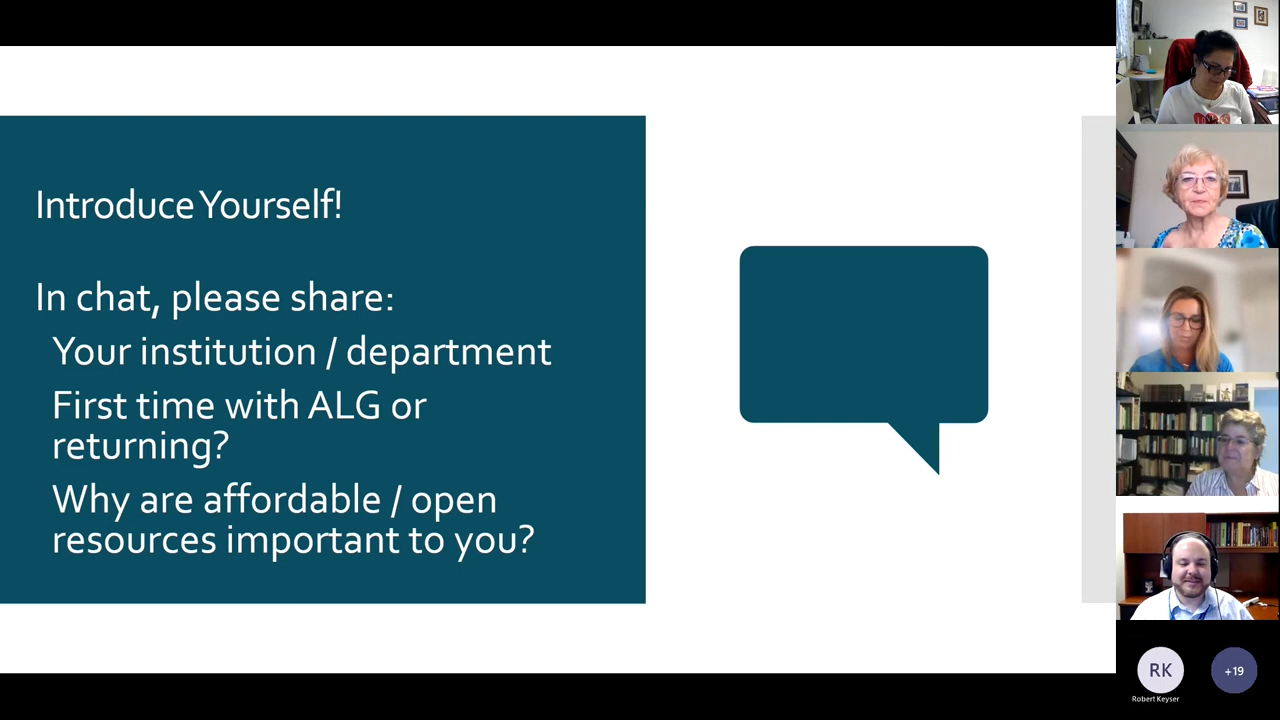 Introduce Yourself!
In chat, please share:
Your institution / department
First time with ALG or
returning?
Why are affordable / open
resources important to you?
RK
+19
Robert Keyser